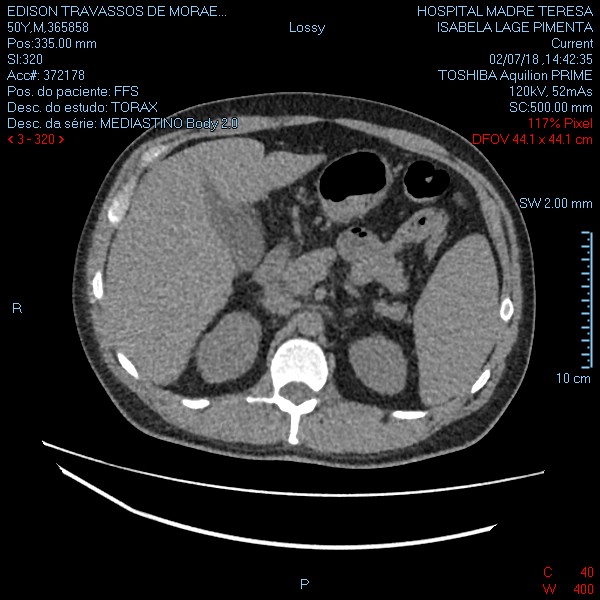 EDISON TRAVASSOS DE MORAE...
50Y,M,365858
Pos:335.00 mm
SI:320
Acc#: 372178
Pos. do paciente: FFS
Desc. do estudo: TORAX
Desc. da série: MEDIASTINO Body 2.0
< 3 - 320 >
Lossy
HOSPITAL MADRE TERESA
ISABELA LAGE PIMENTA
Current
02/07/18 ,14:42:35
TOSHIBA Aquilion PRIME
120kV, 52mAs
SC:500.00 mm
117% Pixel
DFOV 44.1 x 44.1 cm
SW 2.00 mm
R
10 cm
P
C 40
W 400